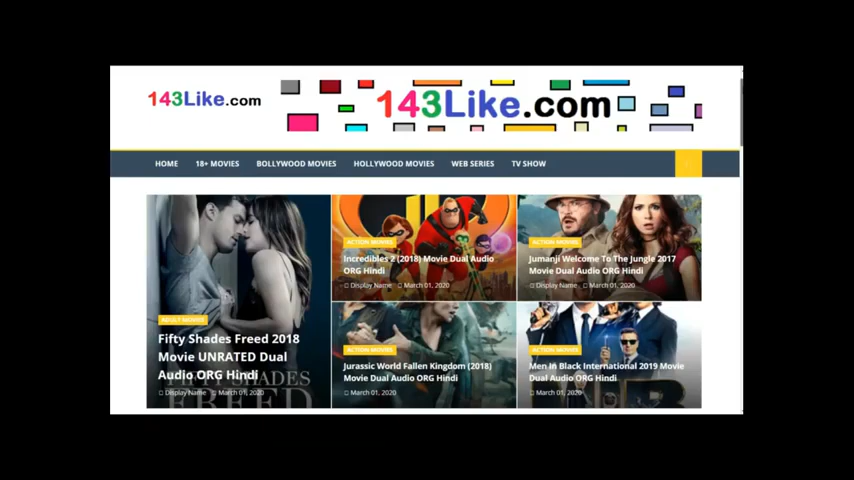 143Like.com
143Like.com
HOME 18+ MOVIES BOLLYWOOD MOVIES HOLLYWOOD MOVIES WEB SERIES TV SHOW
ADULT MOVIES
Fifty Shades Freed 2018
Movie UNRATED Dual
Audio ORG Hindi
Display Name March 01, 2020
FIFTY SHADES
FREED
ACTION MOVIES
Incredibles 2 (2018) Movie Dual Audio
ORG Hindi
Display Name March 01, 2020
ACTION MOVIES
Jumanji Welcome To The Jungle 2017
Movie Dual Audio ORG Hindi
Display Name March 01, 2020
ACTION MOVIES
Jurassic World Fallen Kingdom (2018)
Movie Dual Audio ORG Hindi
March 01, 2020
ACTION MOVIES
Men In Black International 2019 Movie
Dual Audio ORG Hindi
March 01, 2020